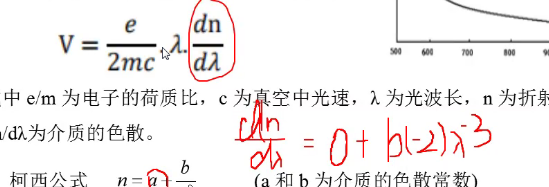 V = e/2mc · λ · dn/dλ
500 600 700 800 90
中 e/m 为电子的荷质比，c 为真空中光速，λ 为光波长，n 为折射
/dλ为介质的色散。
dn/dλ = 0 + b(-2)λ⁻³
柯西公式 n = a + b/ (a 和 b 为介质的色散常数)